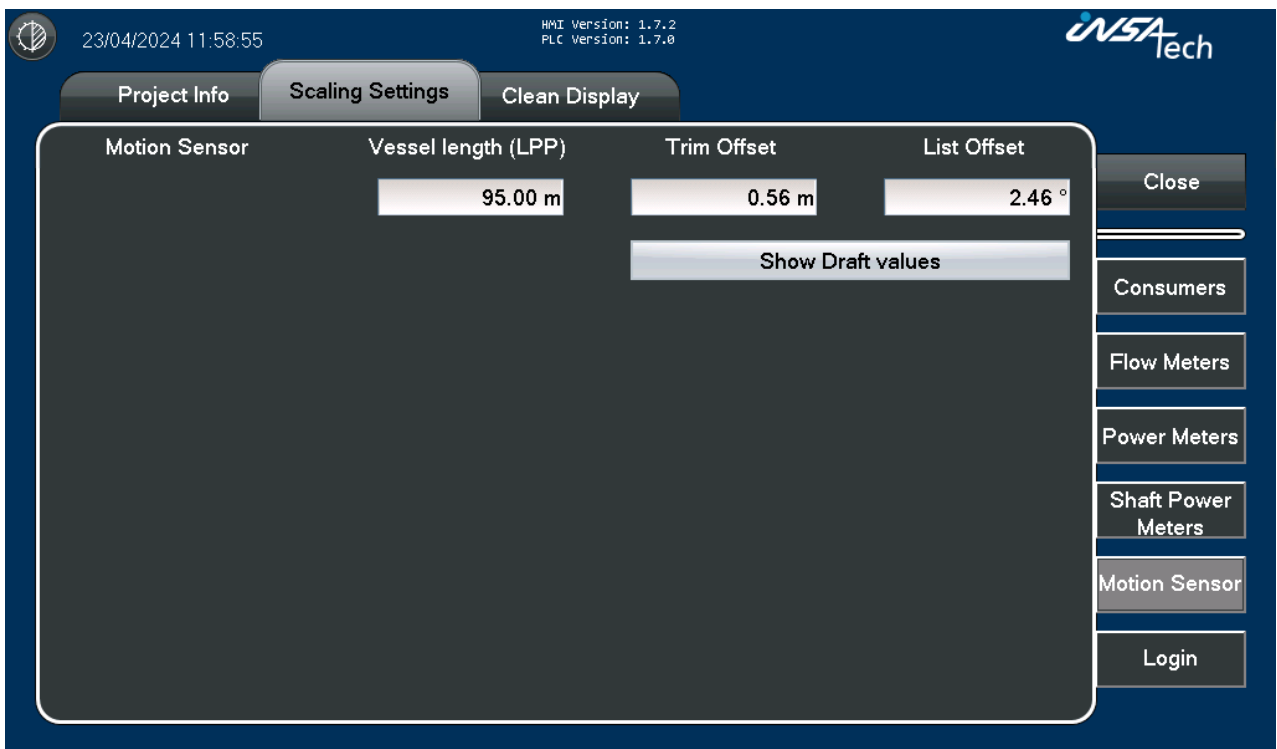 23/04/2024 11:58:55
HMI Version: 1.7.2
PLC Version: 1.7.0
iNSATech
Project Info
Scaling Settings
Clean Display
Motion Sensor
Vessel length (LPP)
Trim Offset
List Offset
95.00 m
0.56 m
2.46 °
Show Draft values
Close
Consumers
Flow Meters
Power Meters
Shaft Power
Meters
Motion Sensor
Login